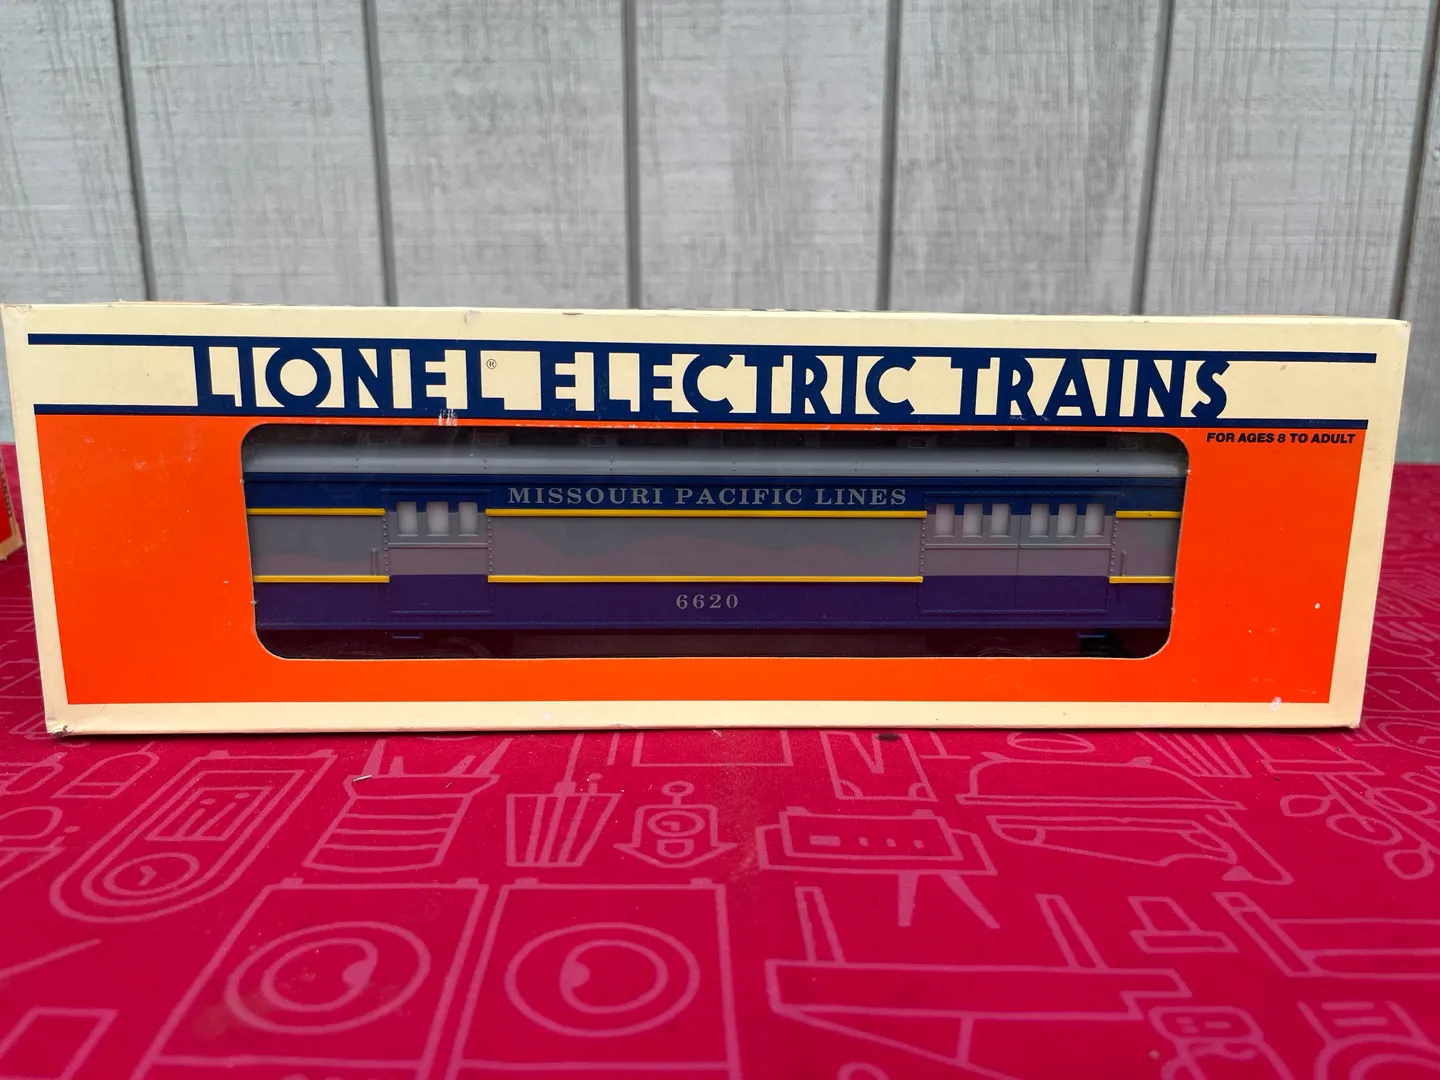 LIONEL® ELECTRIC TRAINS
FOR AGES 8 TO ADULT
MISSOURI PACIFIC LINES
6620